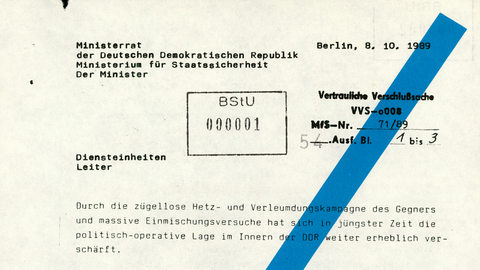 Ministerrat
der Deutschen Demokratischen Republik
Ministerium für Staatssicherheit
Der Minister
Berlin, 8. 10. 1989
BStU
000001
Vertrauliche Verschlußsache
VVS-o008
MfS-Nr. 71/89
54. Ausf. Bl. 1 bis 3
Diensteinheiten
Leiter
Durch die zügellose Hetz- und Verleumdungskampagne des Gegners
und massive Einmischungsversuche hat sich in jüngster Zeit die
politisch-operative Lage im Innern der DDR weiter erheblich ver-
schärft.